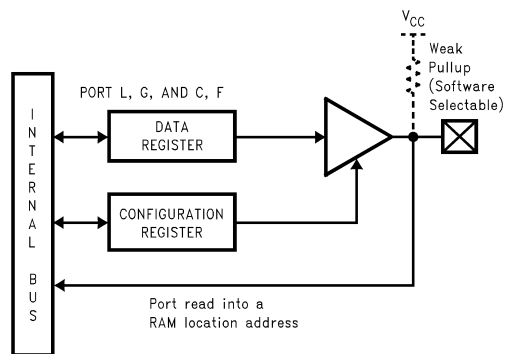 VCC
Weak
Pullup
(Software
Selectable)
PORT L, G, AND C, F
INTERNAL BUS
DATA
REGISTER
CONFIGURATION
REGISTER
Port read into a
RAM location address